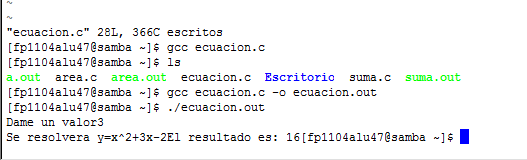 ~
~
"ecuacion.c" 28L, 366C escritos
[fp1104alu47@samba ~]$ gcc ecuacion.c
[fp1104alu47@samba ~]$ ls
a.out area.c area.out ecuacion.c Escritorio suma.c suma.out
[fp1104alu47@samba ~]$ gcc ecuacion.c -o ecuacion.out
[fp1104alu47@samba ~]$ ./ecuacion.out
Dame un valor3
Se resolvera y=x^2+3x-2El resultado es: 16[fp1104alu47@samba ~]$